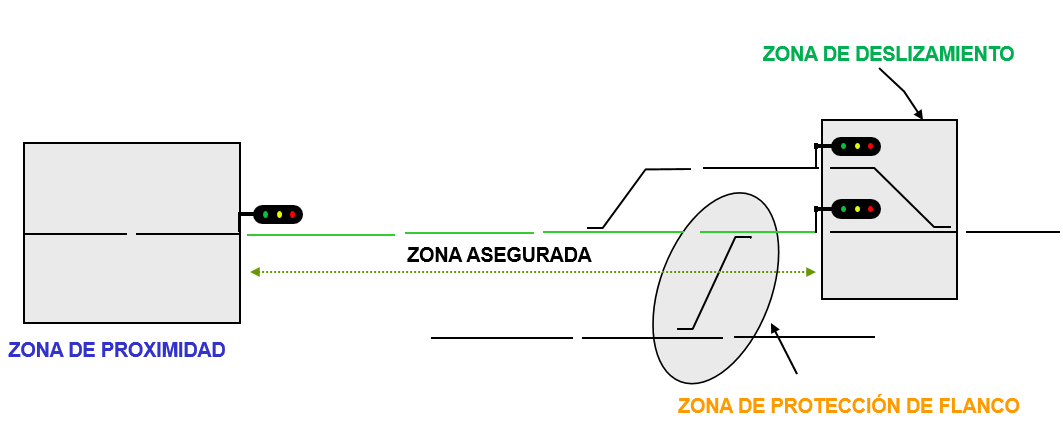 ZONA DE DESLIZAMIENTO
ZONA ASEGURADA
ZONA DE PROXIMIDAD
ZONA DE PROTECCIÓN DE FLANCO